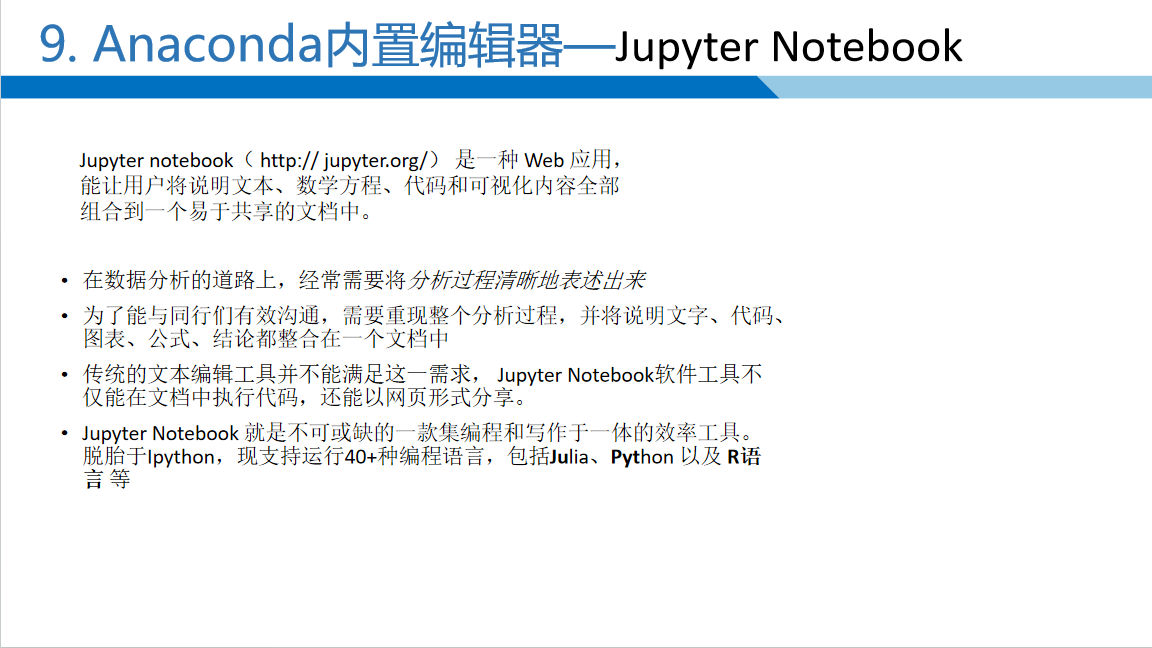 9. Anaconda内置编辑器—Jupyter Notebook
Jupyter notebook（ http:// jupyter.org/） 是一种 Web 应用，
能让用户将说明文本、数学方程、代码和可视化内容全部
组合到一个易于共享的文档中。
• 在数据分析的道路上，经常需要将分析过程清晰地表述出来
• 为了能与同行们有效沟通，需要重现整个分析过程，并将说明文字、代码、
图表、公式、结论都整合在一个文档中
• 传统的文本编辑工具并不能满足这一需求， Jupyter Notebook软件工具不
仅能在文档中执行代码，还能以网页形式分享。
• Jupyter Notebook 就是不可或缺的一款集编程和写作于一体的效率工具。
脱胎于Ipython，现支持运行40+种编程语言，包括Julia、Python 以及 R语
言 等